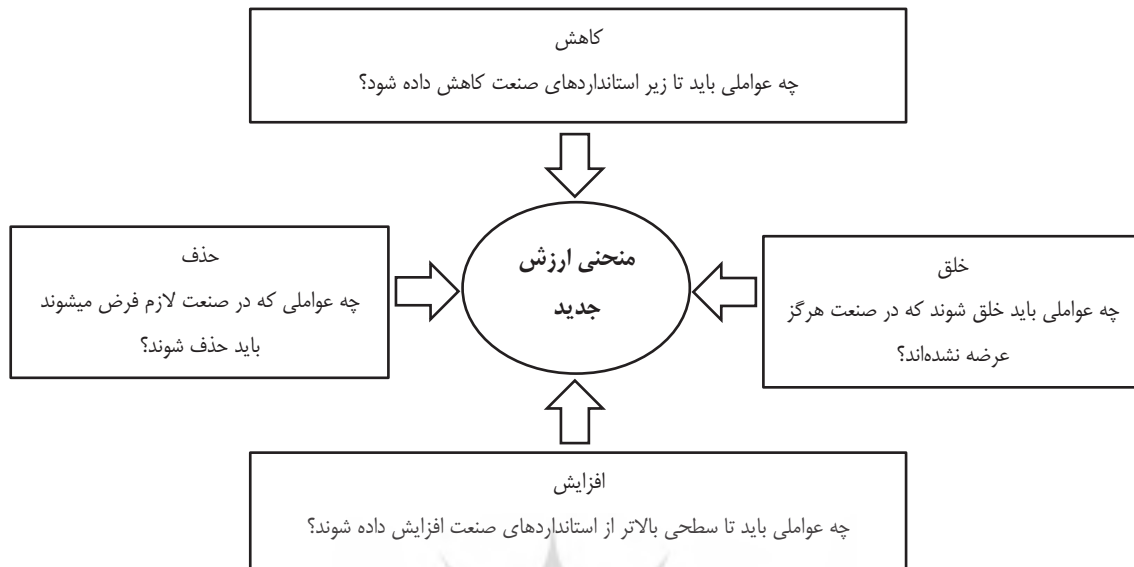 کاهش
چه عواملی باید تا زیر استانداردهای صنعت کاهش داده شود؟
خلق
چه عواملی باید خلق شوند که در صنعت هرگز
عرضه نشده‌اند؟
منحنی ارزش
جدید
حذف
چه عواملی که در صنعت لازم فرض میشوند
باید حذف شوند؟
افزایش
چه عواملی باید تا سطحی بالاتر از استانداردهای صنعت افزایش داده شوند؟